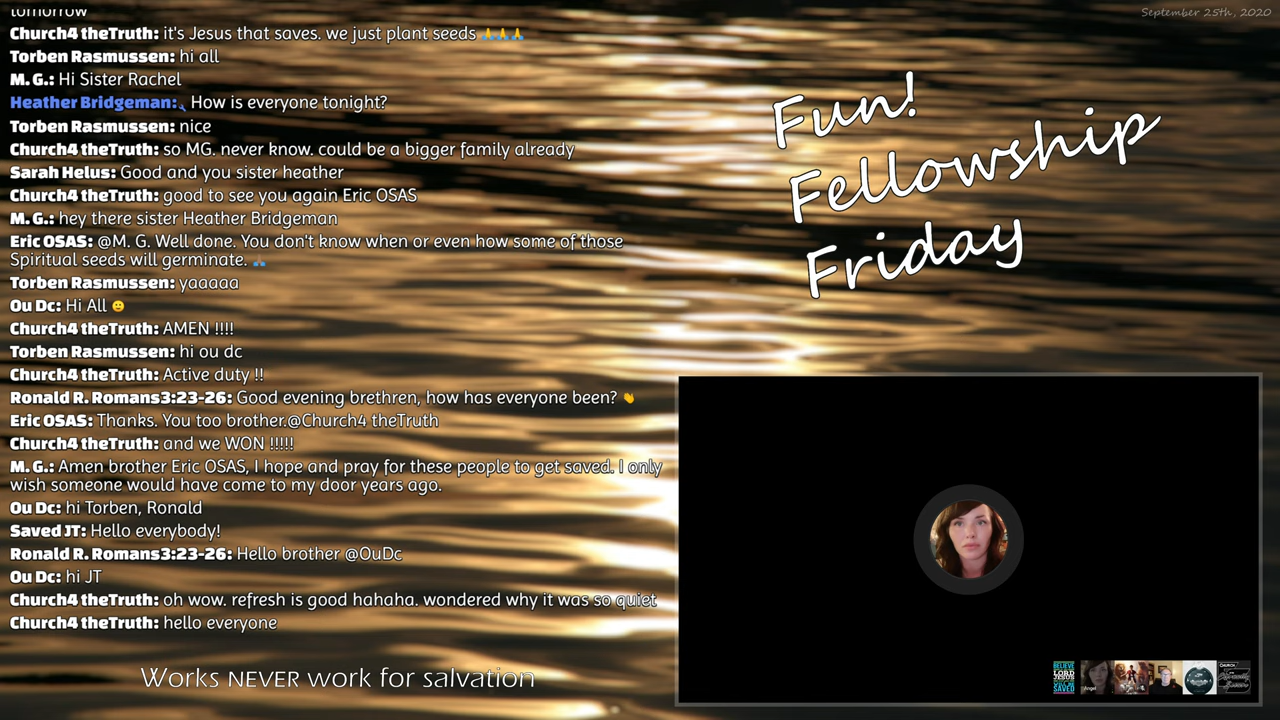 tomorrow
September 25th, 2020
Church4 theTruth: it's Jesus that saves. we just plant seeds 🙏🙏🙏
Torben Rasmussen: hi all
M. G.: Hi Sister Rachel
Heather Bridgeman: How is everyone tonight?
Torben Rasmussen: nice
Church4 theTruth: so MG. never know. could be a bigger family already
Sarah Helus: Good and you sister heather
Church4 theTruth: good to see you again Eric OSAS
M. G.: hey there sister Heather Bridgeman
Eric OSAS: @M. G. Well done. You don't know when or even how some of those
Spiritual seeds will germinate. 🙏
Torben Rasmussen: yaaaaa
Ou Dc: Hi All 🙂
Church4 theTruth: AMEN !!!!
Torben Rasmussen: hi ou dc
Church4 theTruth: Active duty !!
Ronald R. Romans3:23-26: Good evening brethren, how has everyone been? 👋
Eric OSAS: Thanks. You too brother.@Church4 theTruth
Church4 theTruth: and we WON !!!!!
M. G.: Amen brother Eric OSAS, I hope and pray for these people to get saved. I only
wish someone would have come to my door years ago.
Ou Dc: hi Torben, Ronald
Saved JT: Hello everybody!
Ronald R. Romans3:23-26: Hello brother @OuDc
Ou Dc: hi JT
Church4 theTruth: oh wow. refresh is good hahaha. wondered why it was so quiet
Church4 theTruth: hello everyone
Works NEVER work for salvation
Fun!
Fellowship
Friday
BELIEVE
LORD
JESUS
SAVED
Angel
CHURCH